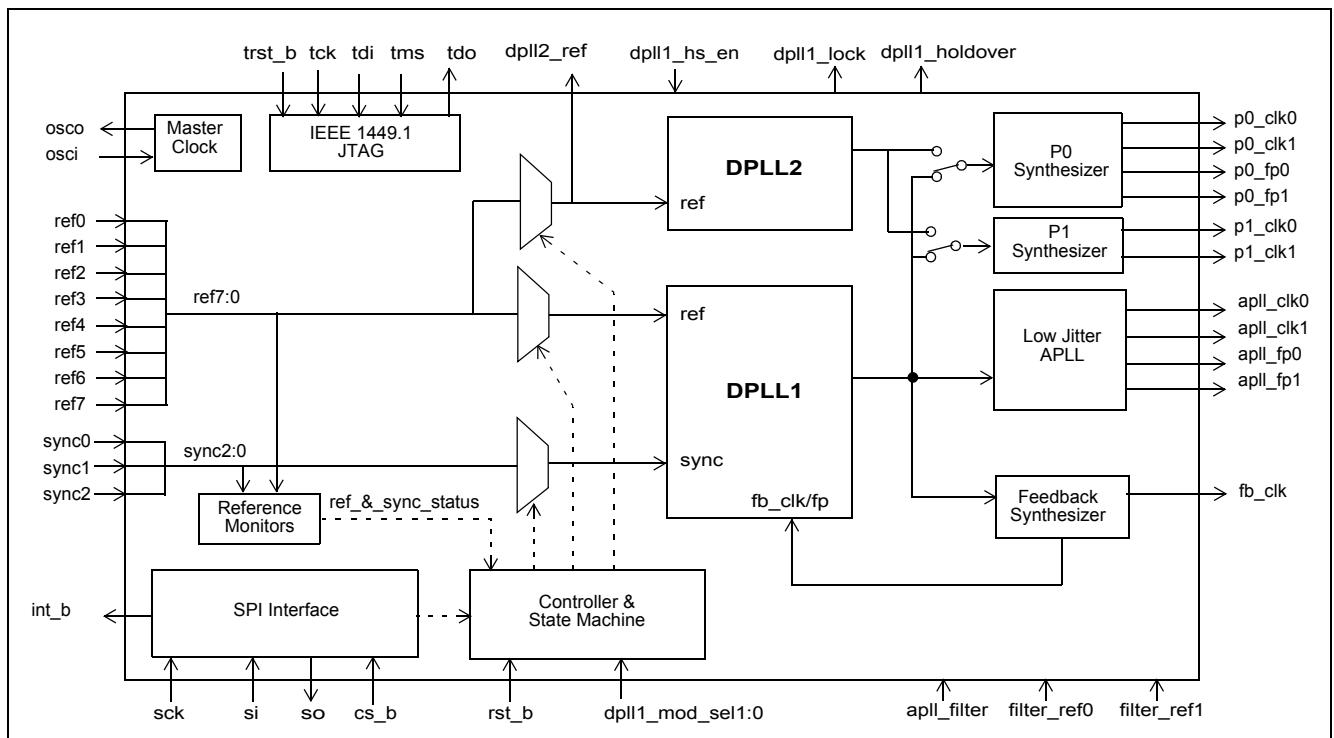 trst_b tck tdi tms tdo dpll2_ref dpll1_hs_en dpll1_lock dpll1_holdover
osco
osci
Master
Clock
IEEE 1449.1
JTAG
DPLL2
ref
P0
Synthesizer
p0_clk0
p0_clk1
p0_fp0
p0_fp1
P1
Synthesizer
p1_clk0
p1_clk1
ref0
ref1
ref2
ref3
ref4
ref5
ref6
ref7
ref7:0
ref
DPLL1
sync
fb_clk/fp
Low Jitter
APLL
apll_clk0
apll_clk1
apll_fp0
apll_fp1
sync0
sync1
sync2
sync2:0
Reference
Monitors
ref_&_sync_status
Feedback
Synthesizer
fb_clk
int_b
SPI Interface
Controller &
State Machine
sck si so cs_b rst_b dpll1_mod_sel1:0 apll_filter filter_ref0 filter_ref1